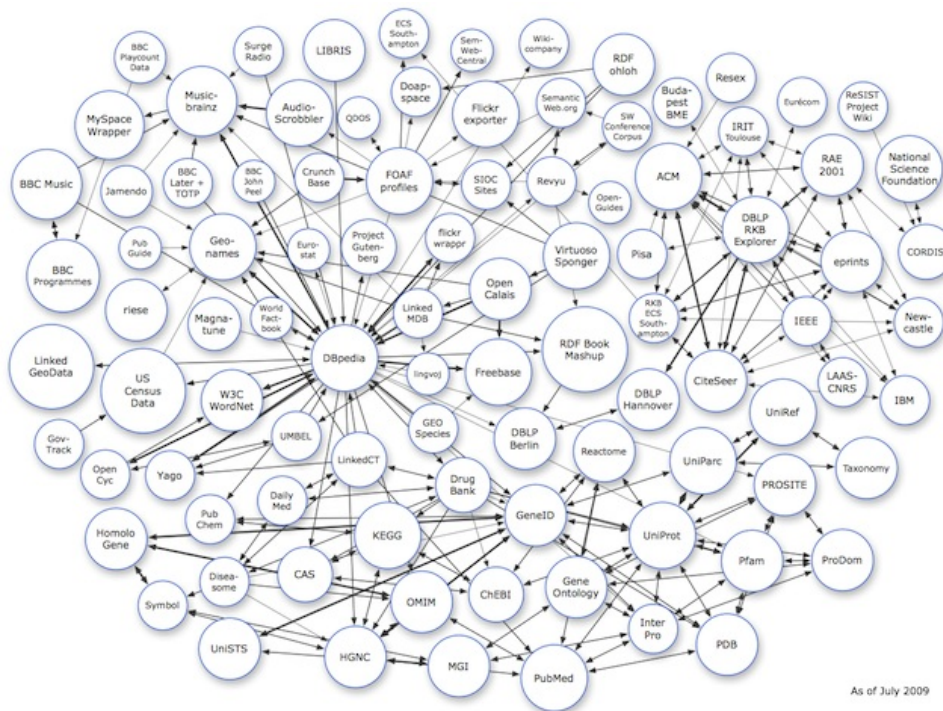 BBC
Playcount
Data
Surge
Radio
LIBRIS
ECS
South-
ampton
Sem-
Web-
Central
Wiki-
company
RDF
ohloh
Resex
Music-
brainz
MySpace
Wrapper
Audio-
Scrobbler
QDOS
Doap-
space
Flickr
exporter
Semantic
Web.org
SW
Conference
Corpus
Buda-
pest
BME
IRIT
Toulouse
Eurécom
ReSIST
Project
Wiki
BBC Music
Jamendo
BBC
Later +
TOTP
BBC
John
Peel
Crunch
Base
FOAF
profiles
SIOC
Sites
Revyu
Open-
Guides
ACM
RAE
2001
National
Science
Foundation
BBC
Programmes
Pub
Guide
Geo-
names
Euro-
stat
Project
Guten-
berg
flickr
wrappr
Virtuoso
Sponger
Pisa
DBLP
RKB
Explorer
eprints
CORDIS
riese
Magna-
tune
World
Fact-
book
Linked
MDB
Open
Calais
RKB
ECS
South-
ampton
IEEE
New-
castle
Linked
GeoData
US
Census
Data
W3C
WordNet
DBpedia
lingvoj
Freebase
RDF Book
Mashup
DBLP
Hannover
CiteSeer
LAAS-
CNRS
IBM
Gov-
Track
Open
Cyc
Yago
UMBEL
LinkedCT
GEO
Species
DBLP
Berlin
Reactome
UniParc
UniRef
Taxonomy
PROSITE
Homolo
Gene
Pub
Chem
Daily
Med
KEGG
Drug
Bank
GeneID
UniProt
Pfam
ProDom
Symbol
Disea-
some
CAS
OMIM
ChEBI
Gene
Ontology
Inter
Pro
PDB
UniSTS
HGNC
MGI
PubMed
As of July 2009